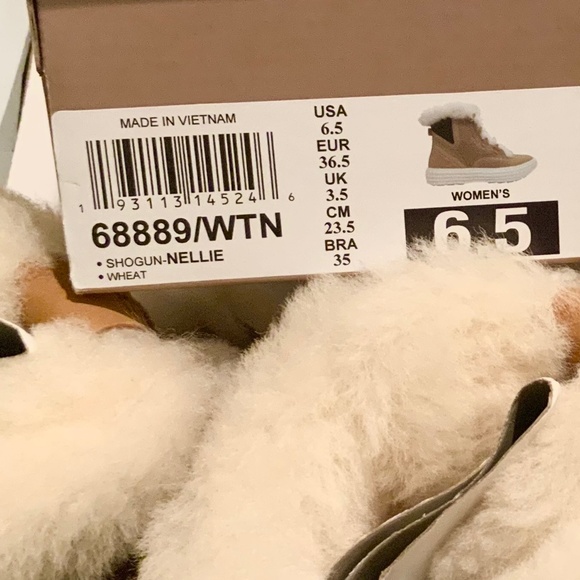 MADE IN VIETNAM
1 93113 14524 6
68889/WTN
• SHOGUN-NELLIE
• WHEAT
USA
6.5
EUR
36.5
UK
3.5
CM
23.5
BRA
35
WOMEN'S
6 5